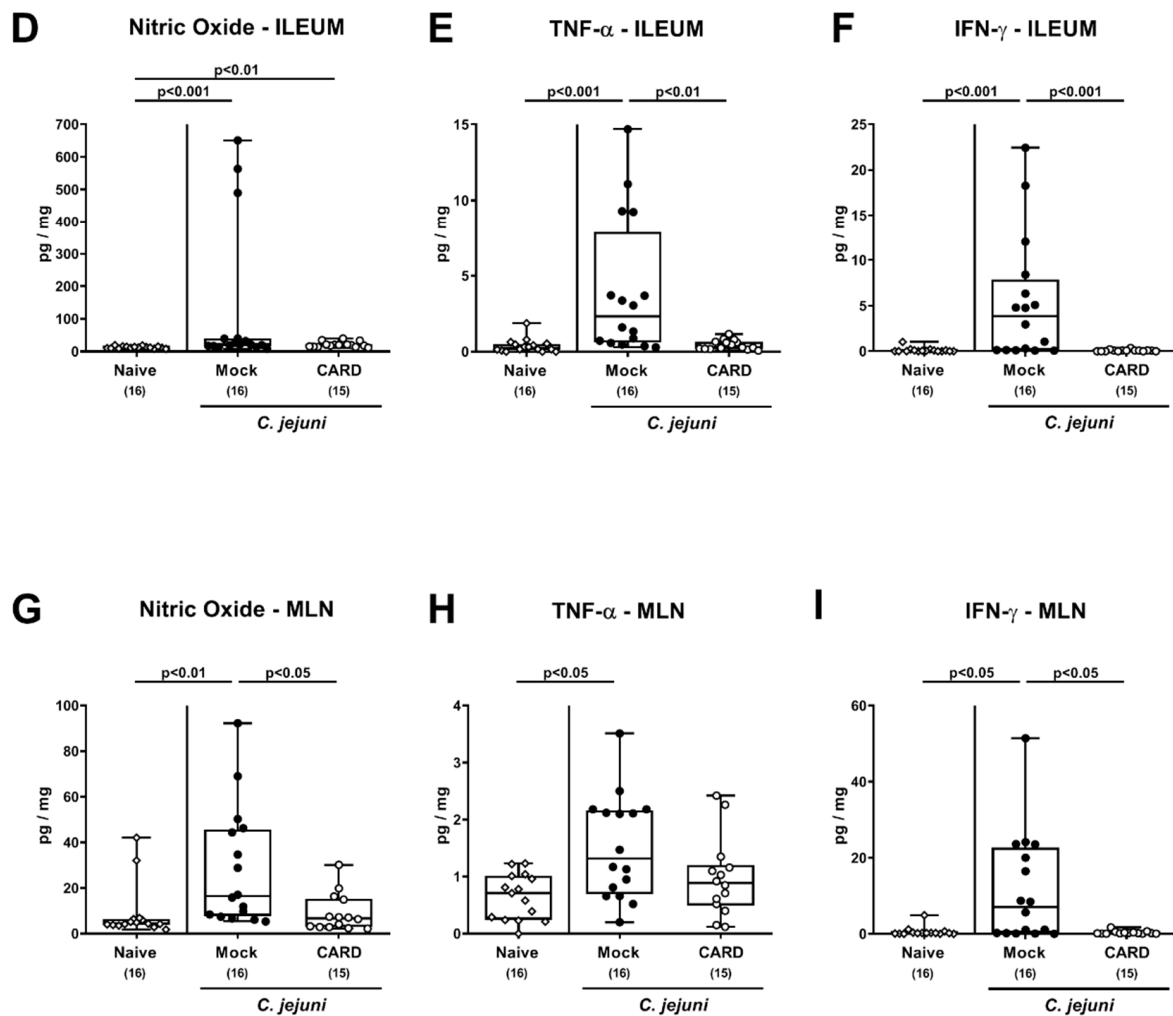 D Nitric Oxide - ILEUM
p<0.01
p<0.001
700
600
500
400
300
200
100
0
pg / mg
Naive Mock CARD
(16) (16) (15)
C. jejuni
E TNF-α - ILEUM
p<0.001 p<0.01
15
10
5
0
pg / mg
Naive Mock CARD
(16) (16) (15)
C. jejuni
F IFN-γ - ILEUM
p<0.001 p<0.001
25
20
15
10
5
0
pg / mg
Naive Mock CARD
(16) (16) (15)
C. jejuni
G Nitric Oxide - MLN
p<0.01 p<0.05
100
80
60
40
20
0
pg / mg
Naive Mock CARD
(16) (16) (15)
C. jejuni
H TNF-α - MLN
p<0.05
4
3
2
1
0
pg / mg
Naive Mock CARD
(16) (16) (15)
C. jejuni
I IFN-γ - MLN
p<0.05 p<0.05
60
40
20
0
pg / mg
Naive Mock CARD
(16) (16) (15)
C. jejuni